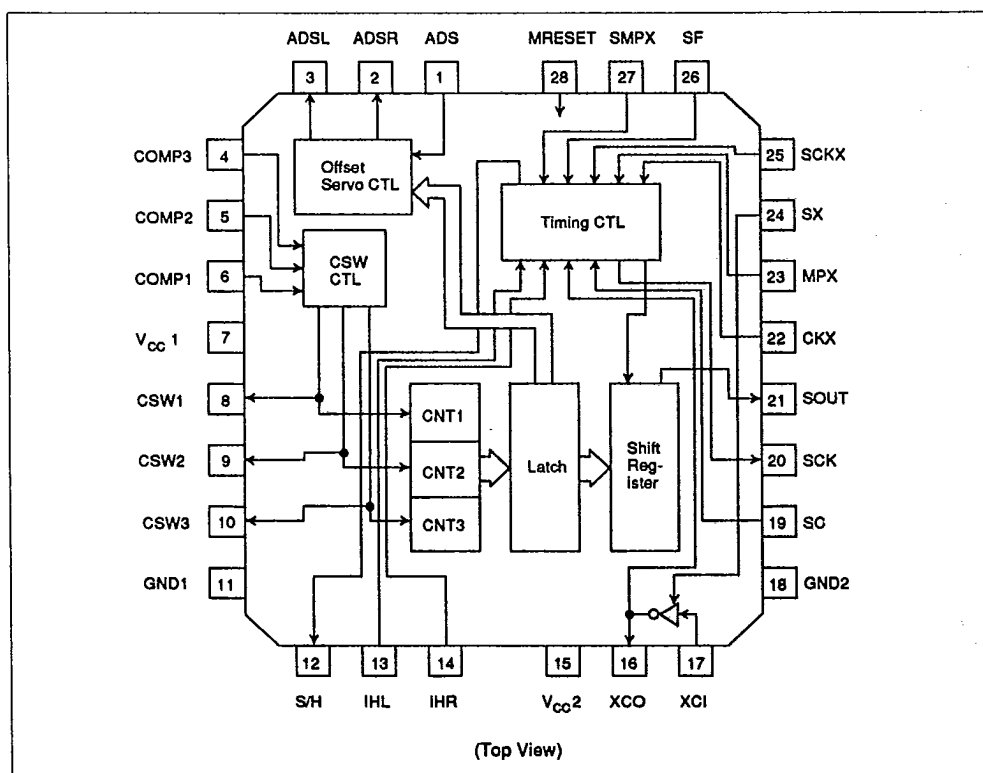 ADSL ADSR ADS MRESET SMPX SF
3 2 1 28 27 26
COMP3 4
COMP2 5
COMP1 6
VCC 1 7
CSW1 8
CSW2 9
CSW3 10
GND1 11
Offset
Servo CTL
CSW
CTL
Timing CTL
CNT1
CNT2
CNT3
Latch
Shift
Reg-
ister
25 SCKX
24 SX
23 MPX
22 CKX
21 SOUT
20 SCK
19 SC
18 GND2
12 13 14 15 16 17
S/H IHL IHR VCC2 XCO XCI
(Top View)